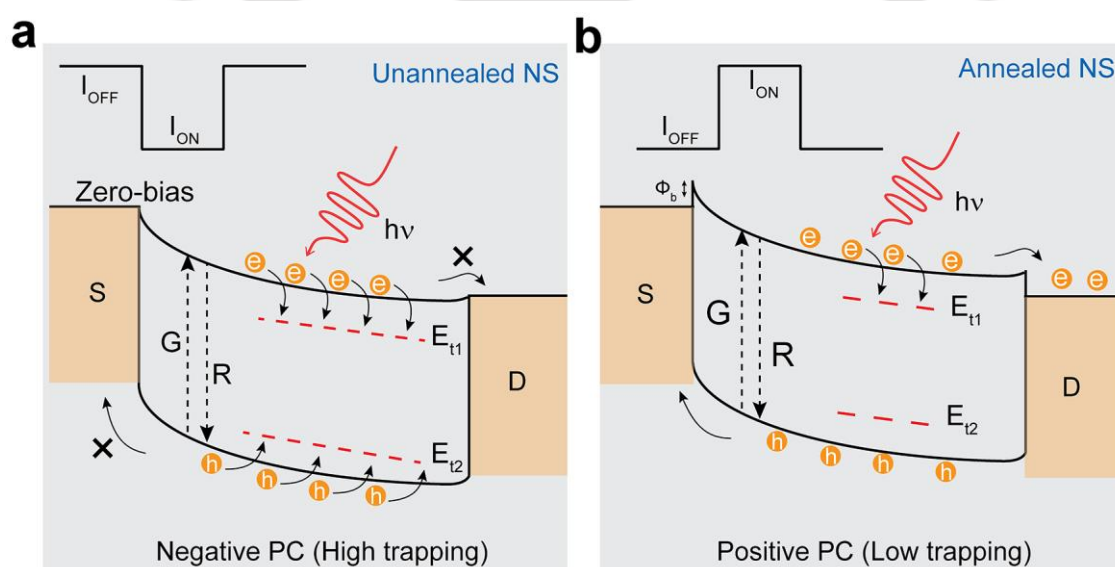 a
Unannealed NS
I_OFF
I_ON
Zero-bias
hν
e e e e
S
G
R
E_t1
D
E_t2
h h h h
Negative PC (High trapping)
b
Annealed NS
I_ON
I_OFF
Φ_b
hν
e e e e e e
S
G
R
E_t1
D
E_t2
h h h h
Positive PC (Low trapping)